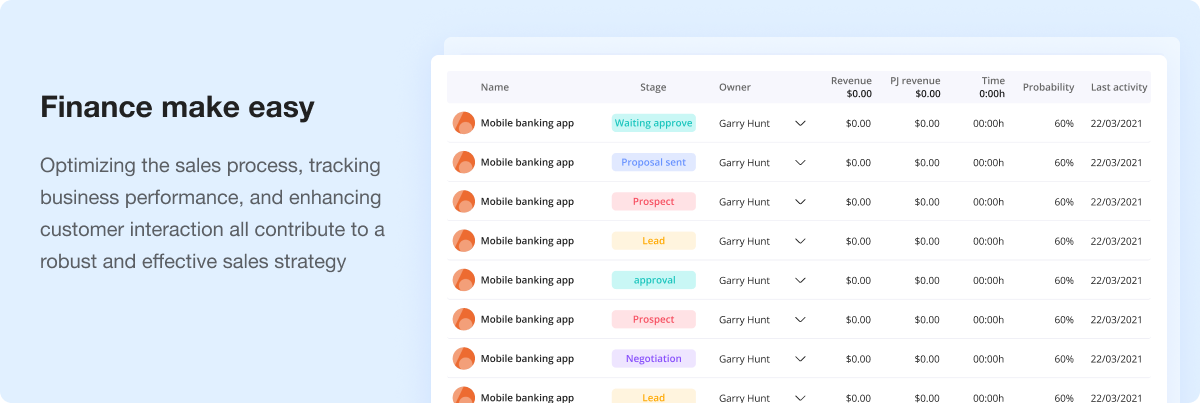 Finance make easy
Optimizing the sales process, tracking
business performance, and enhancing
customer interaction all contribute to a
robust and effective sales strategy
Name Stage Owner Revenue $0.00 PJ revenue $0.00 Time 0:00h Probability Last activity
Mobile banking app Waiting approve Garry Hunt $0.00 $0.00 00:00h 60% 22/03/2021
Mobile banking app Proposal sent Garry Hunt $0.00 $0.00 00:00h 60% 22/03/2021
Mobile banking app Prospect Garry Hunt $0.00 $0.00 00:00h 60% 22/03/2021
Mobile banking app Lead Garry Hunt $0.00 $0.00 00:00h 60% 22/03/2021
Mobile banking app approval Garry Hunt $0.00 $0.00 00:00h 60% 22/03/2021
Mobile banking app Prospect Garry Hunt $0.00 $0.00 00:00h 60% 22/03/2021
Mobile banking app Negotiation Garry Hunt $0.00 $0.00 00:00h 60% 22/03/2021
Mobile banking app Lead Garry Hunt $0.00 $0.00 00:00h 60% 22/03/2021